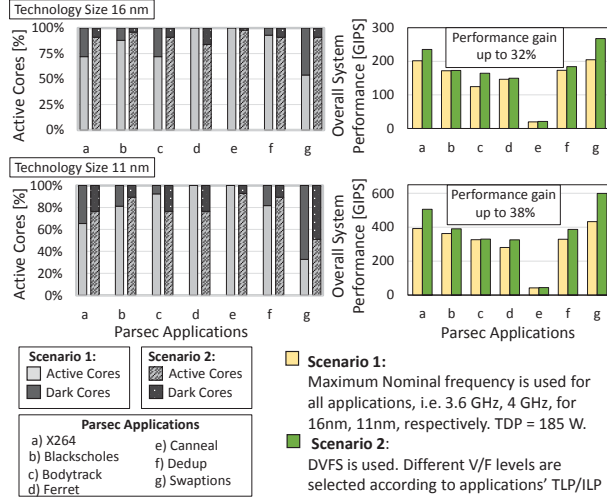 Technology Size 16 nm
Active Cores [%]
100%
75%
50%
25%
0%
a b c d e f g
Overall System
Performance [GIPS]
300
200
100
0
Performance gain
up to 32%
a b c d e f g
Technology Size 11 nm
Active Cores [%]
100%
80%
60%
40%
20%
0%
a b c d e f g
Parsec Applications
Overall System
Performance [GIPS]
600
400
200
0
Performance gain
up to 38%
a b c d e f g
Parsec Applications
Scenario 1:
Active Cores
Dark Cores
Scenario 2:
Active Cores
Dark Cores
Parsec Applications
a) X264
b) Blackscholes
c) Bodytrack
d) Ferret
e) Canneal
f) Dedup
g) Swaptions
Scenario 1:
Maximum Nominal frequency is used for
all applications, i.e. 3.6 GHz, 4 GHz, for
16nm, 11nm, respectively. TDP = 185 W.
Scenario 2:
DVFS is used. Different V/F levels are
selected according to applications’ TLP/ILP